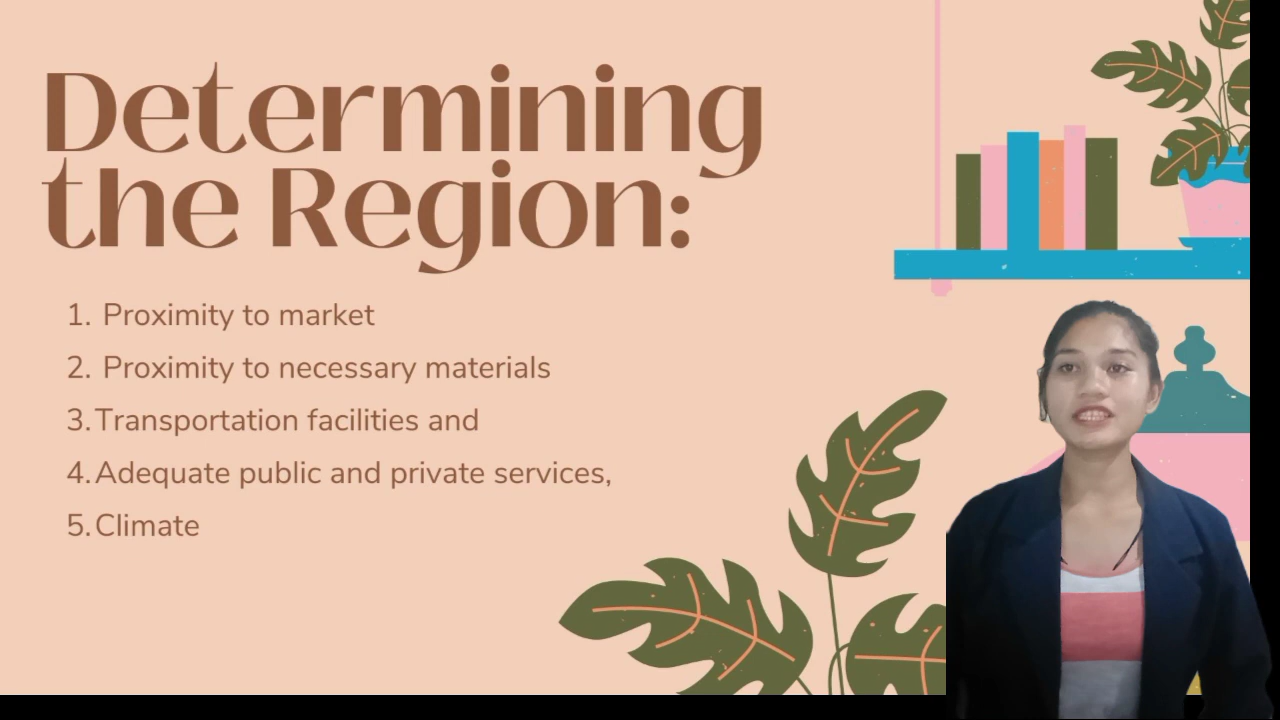 Determining
the Region:
1. Proximity to market
2. Proximity to necessary materials
3. Transportation facilities and
4. Adequate public and private services,
5. Climate